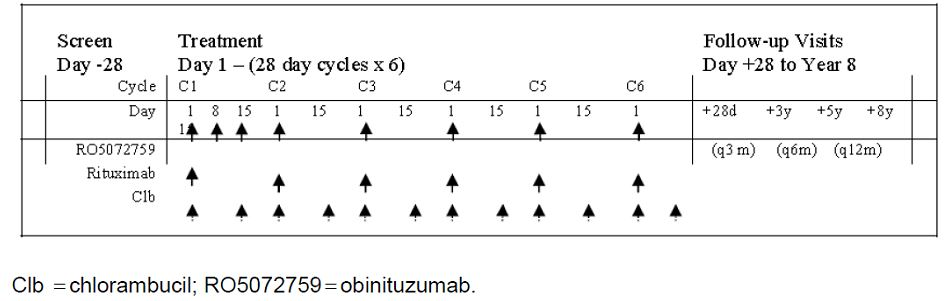 Screen Treatment Follow-up Visits
Day -28 Day 1 – (28 day cycles x 6) Day +28 to Year 8
Cycle C1 C2 C3 C4 C5 C6
Day 1 8 15 1 15 1 15 1 15 1 15 1 +28d +3y +5y +8y
1
RO5072759 (q3 m) (q6m) (q12m)
Rituximab
Clb
Clb = chlorambucil; RO5072759 = obinituzumab.